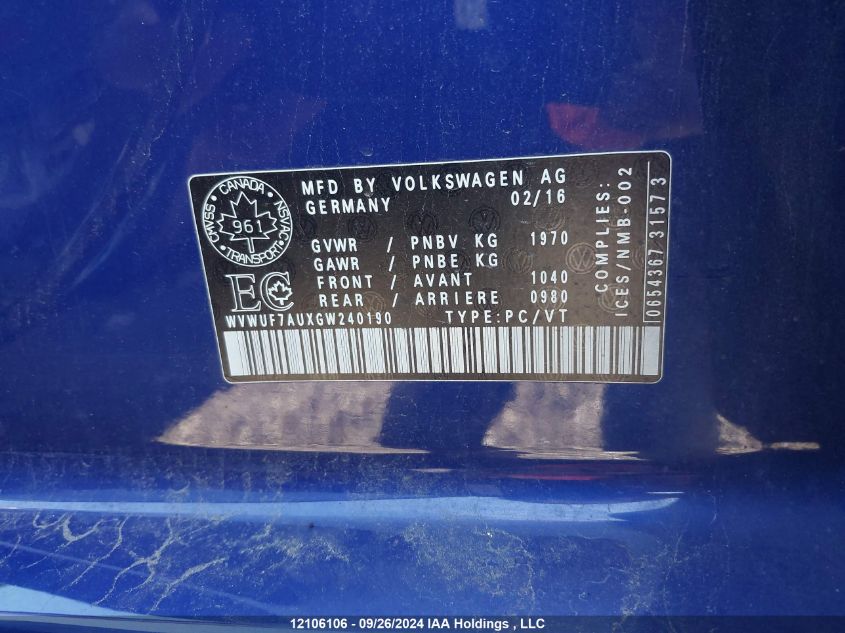 CANADA
CMVSS NSVAC
961
TRANSPORT
EC
MFD BY VOLKSWAGEN AG
GERMANY 02/16
GVWR / PNBV KG 1970
GAWR / PNBE KG
FRONT / AVANT 1040
REAR / ARRIERE 0980
WVWUF7AUXGW240190 TYPE:PC/VT
COMPLIES:
ICES/NMB-002
0654367 31573
12106106 - 09/26/2024 IAA Holdings , LLC